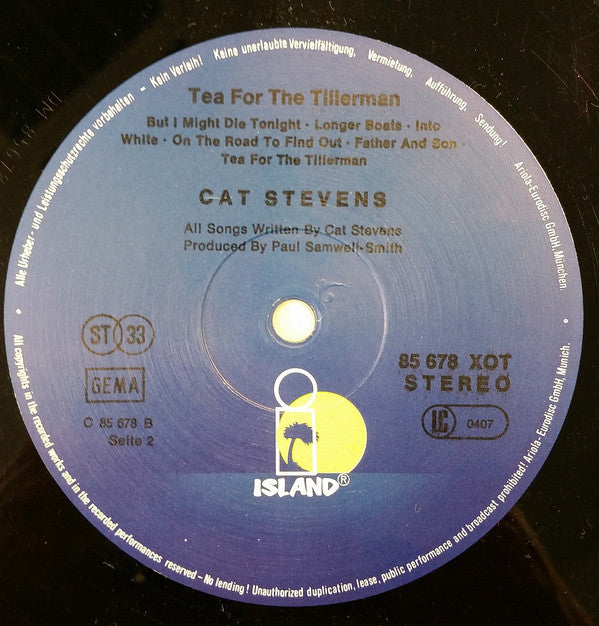 Alle Urheber- und Leistungsschutzrechte vorbehalten – Kein Verleih! Keine unerlaubte Vervielfältigung, Vermietung, Aufführung, Sendung! Ariola-Eurodisc GmbH, München.
Tea For The Tillerman
But I Might Die Tonight · Longer Boats · Into
White · On The Road To Find Out · Father And Son ·
Tea For The Tillerman
CAT STEVENS
All Songs Written By Cat Stevens
Produced By Paul Samwell-Smith
ST 33
GEMA
C 85 678 B
Seite 2
85 678 XOT
STEREO
LC 0407
ISLAND®
All copyrights in the recorded works and in the recorded performances reserved – No lending! Unauthorized duplication, lease, public performance and broadcast prohibited! Ariola-Eurodisc GmbH, Munich.